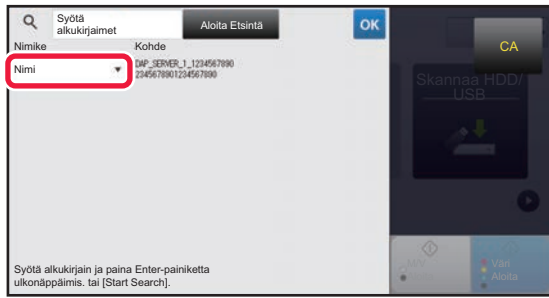 Syötä
alkukirjaimet
Aloita Etsintä
OK
CA
Nimike
Kohde
Nimi
DAP_SERVER_1_1234567890
2345678901234567890
Skannaa HDD/
USB
Syötä alkukirjain ja paina Enter-painiketta
ulkonäppäimis. tai [Start Search].
M/V
Väri
Aloita